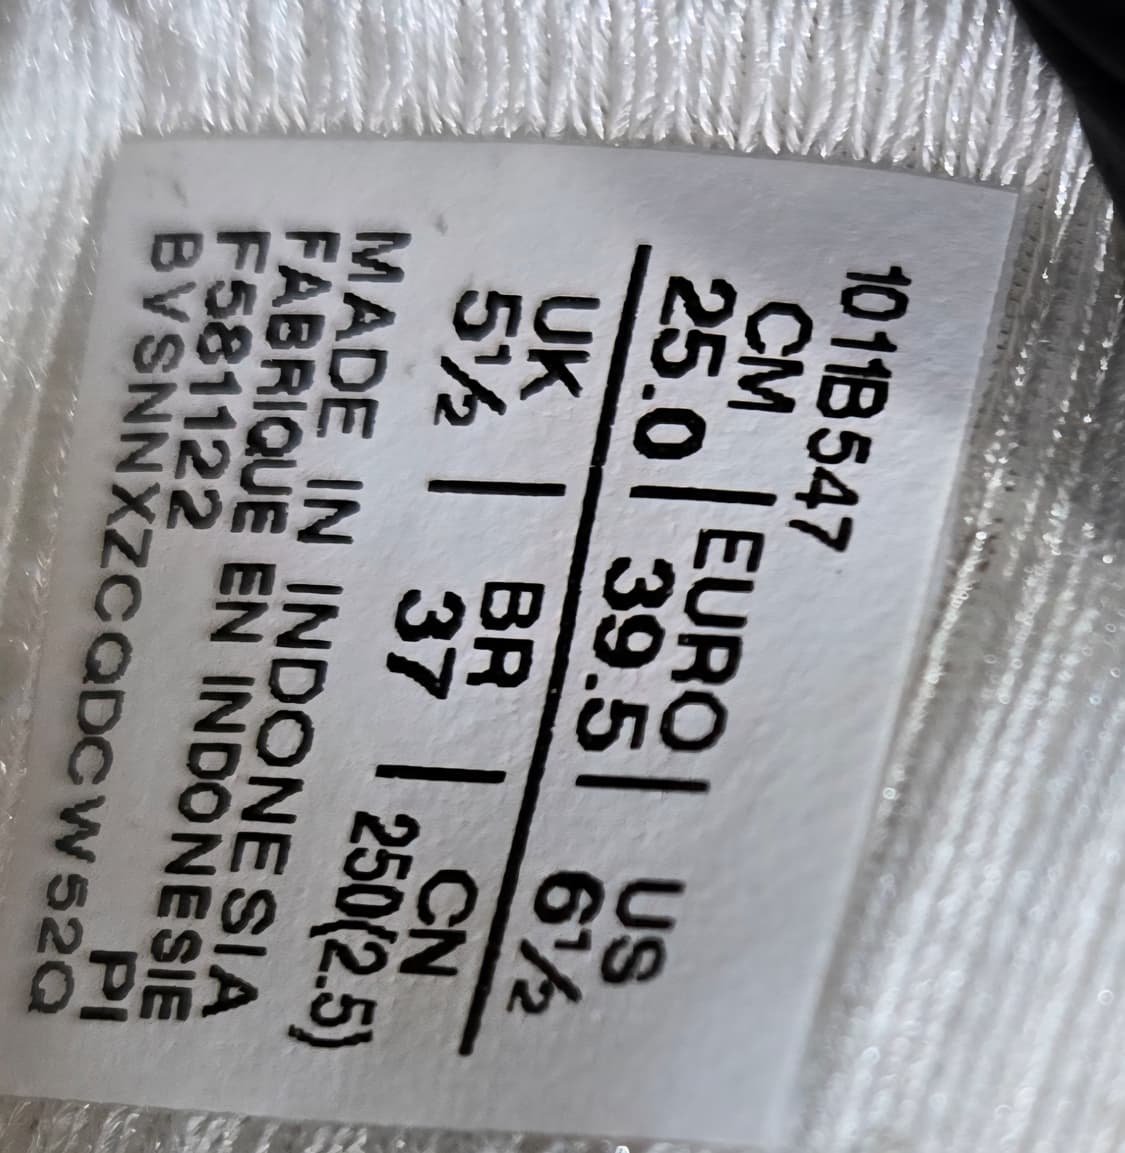 1011B547
CM | EURO | US
25.0 | 39.5 | 6½
UK | BR | CN
5½ | 37 | 250(2.5)
MADE IN INDONESIA
FABRIQUE EN INDONESIE
F581122 PI
BVSNNXZCQDCW52Q